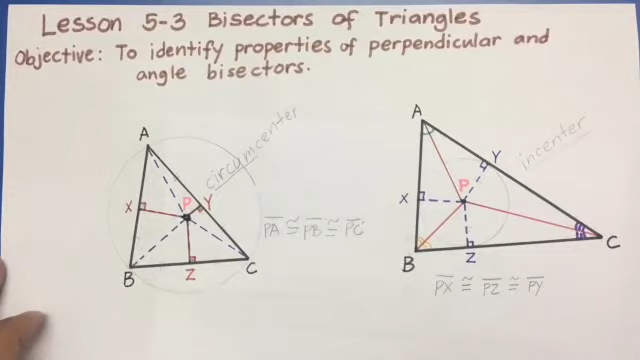 Lesson 5-3 Bisectors of Triangles
Objective: To identify properties of perpendicular and
angle bisectors.
A
circumcenter
P
X
Y
B
Z
C
PA ≅ PB ≅ PC
A
incenter
Y
P
X
B
Z
C
PX ≅ PZ ≅ PY